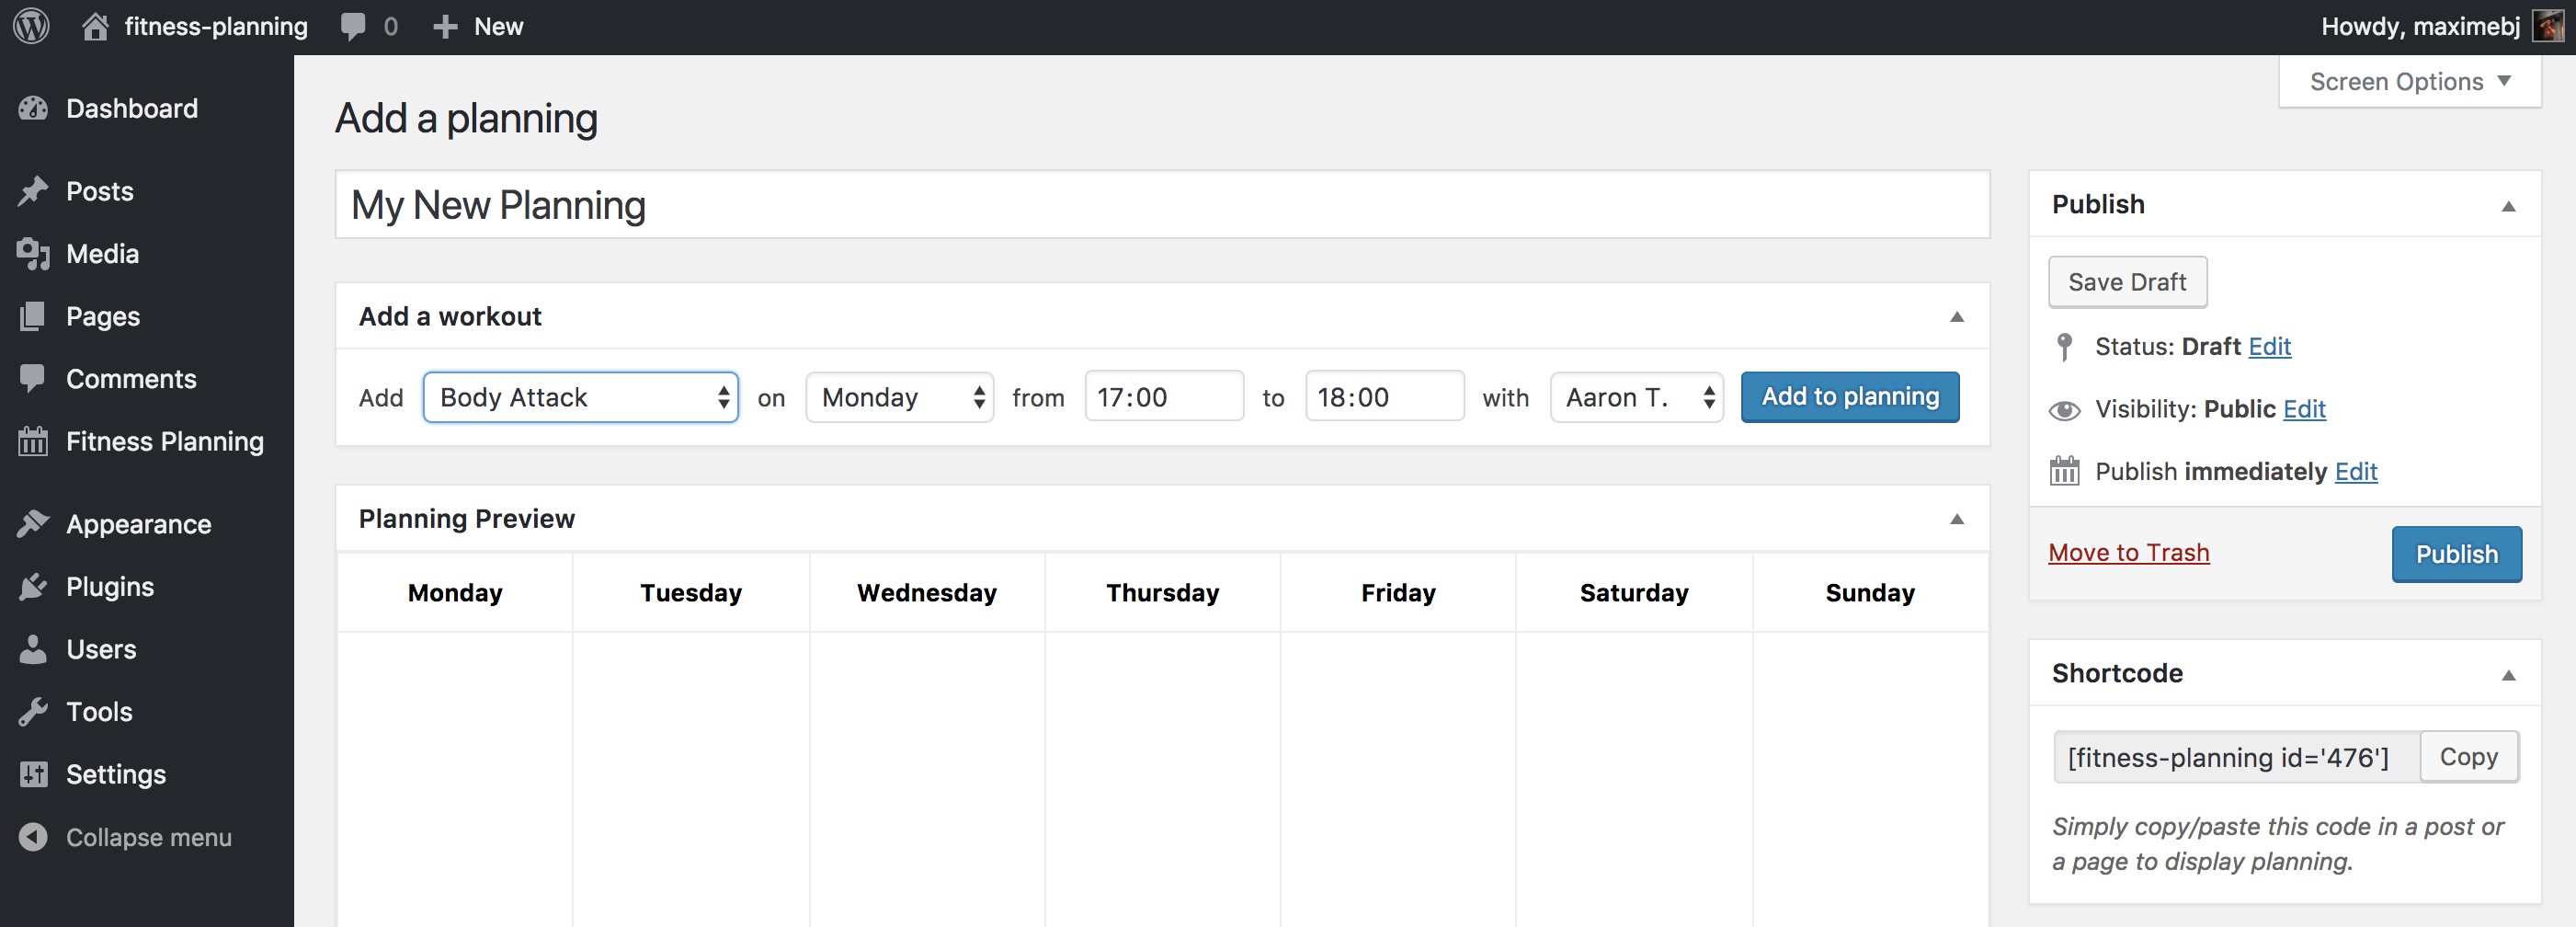 fitness-planning 0 New Howdy, maximebj
Screen Options
Dashboard
Posts
Media
Pages
Comments
Fitness Planning
Appearance
Plugins
Users
Tools
Settings
Collapse menu
Add a planning
My New Planning
Add a workout
Add Body Attack on Monday from 17:00 to 18:00 with Aaron T. Add to planning
Planning Preview
Monday Tuesday Wednesday Thursday Friday Saturday Sunday
Publish
Save Draft
Status: Draft Edit
Visibility: Public Edit
Publish immediately Edit
Move to Trash Publish
Shortcode
[fitness-planning id='476'] Copy
Simply copy/paste this code in a post or
a page to display planning.